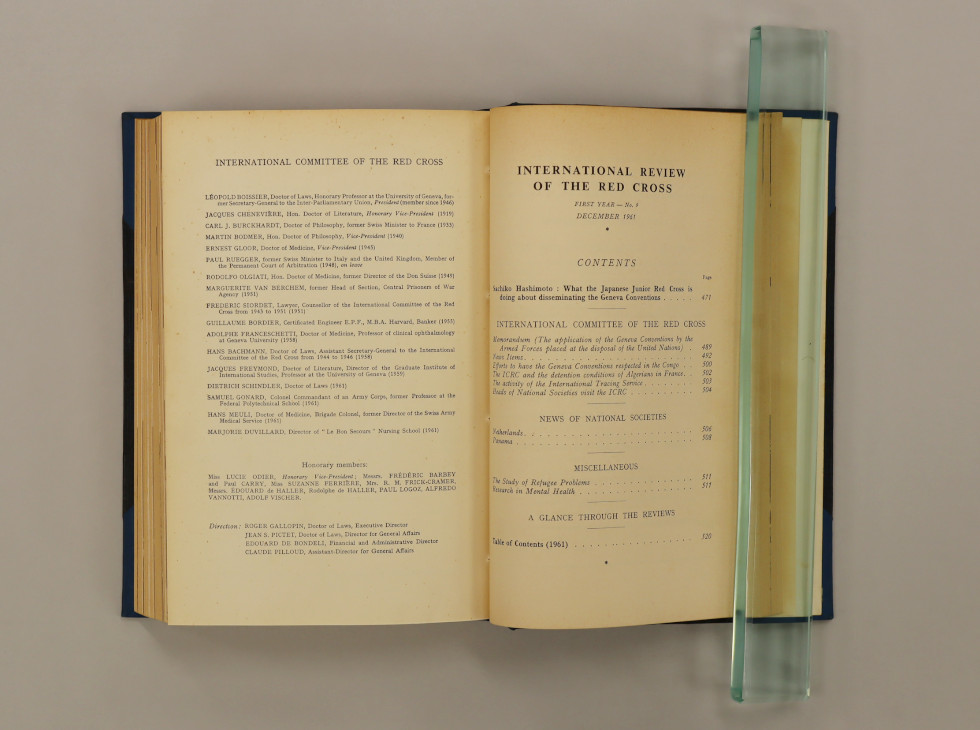 INTERNATIONAL COMMITTEE OF THE RED CROSS
LÉOPOLD BOISSIER, Doctor of Laws, Honorary Professor at the University of Geneva, for-
mer Secretary-General to the Inter-Parliamentary Union, President (member since 1946)
JACQUES CHENEVIÈRE, Hon. Doctor of Literature, Honorary Vice-President (1919)
CARL J. BURCKHARDT, Doctor of Philosophy, former Swiss Minister to France (1933)
MARTIN BODMER, Hon. Doctor of Philosophy, Vice-President (1940)
ERNEST GLOOR, Doctor of Medicine, Vice-President (1945)
PAUL RUEGGER, former Swiss Minister to Italy and the United Kingdom, Member of
the Permanent Court of Arbitration (1948), on leave
RODOLFO OLGIATI, Hon. Doctor of Medicine, former Director of the Don Suisse (1949)
MARGUERITE VAN BERCHEM, former Head of Section, Central Prisoners of War
Agency (1951)
FRÉDÉRIC SIORDET, Lawyer, Counsellor of the International Committee of the Red
Cross from 1943 to 1951 (1951)
GUILLAUME BORDIER, Certificated Engineer E.P.F., M.B.A. Harvard, Banker (1955)
ADOLPHE FRANCESCHETTI, Doctor of Medicine, Professor of clinical ophthalmology
at Geneva University (1958)
HANS BACHMANN, Doctor of Laws, Assistant Secretary-General to the International
Committee of the Red Cross from 1944 to 1946 (1958)
JACQUES FREYMOND, Doctor of Literature, Director of the Graduate Institute of
International Studies, Professor at the University of Geneva (1959)
DIETRICH SCHINDLER, Doctor of Laws (1961)
SAMUEL GONARD, Colonel Commandant of an Army Corps, former Professor at the
Federal Polytechnical School (1961)
HANS MEULI, Doctor of Medicine, Brigade Colonel, former Director of the Swiss Army
Medical Service (1961)
MARJORIE DUVILLARD, Director of " Le Bon Secours " Nursing School (1961)
Honorary members:
Miss LUCIE ODIER, Honorary Vice-President; Messrs. FRÉDÉRIC BARBEY
and Paul CARRY, Miss SUZANNE FERRIÈRE, Mrs. R. M. FRICK-CRAMER,
Messrs. EDOUARD de HALLER, Rodolphe de HALLER, PAUL LOGOZ, ALFREDO
VANNOTTI, ADOLF VISCHER.
Direction: ROGER GALLOPIN, Doctor of Laws, Executive Director
JEAN S. PICTET, Doctor of Laws, Director for General Affairs
EDOUARD DE BONDELI, Financial and Administrative Director
CLAUDE PILLOUD, Assistant-Director for General Affairs
INTERNATIONAL REVIEW
OF THE RED CROSS
FIRST YEAR — No. 9
DECEMBER 1961
*
CONTENTS
Page
Sachiko Hashimoto : What the Japanese Junior Red Cross is
doing about disseminating the Geneva Conventions . . . . . 471
INTERNATIONAL COMMITTEE OF THE RED CROSS
Memorandum (The application of the Geneva Conventions by the
Armed Forces placed at the disposal of the United Nations) . 489
News Items . . . . . . . . . . . . . . . . . . . . 492
Efforts to have the Geneva Conventions respected in the Congo . . 500
The ICRC and the detention conditions of Algerians in France . 502
The activity of the International Tracing Service . . . . . . . 503
Heads of National Societies visit the ICRC . . . . . . . . . 504
NEWS OF NATIONAL SOCIETIES
Netherlands . . . . . . . . . . . . . . . . . . . . 506
Panama . . . . . . . . . . . . . . . . . . . . . 508
MISCELLANEOUS
The Study of Refugee Problems . . . . . . . . . . . . . 511
Research in Mental Health . . . . . . . . . . . . . . 511
A GLANCE THROUGH THE REVIEWS
Table of Contents (1961) . . . . . . . . . . . . . . . 520
*